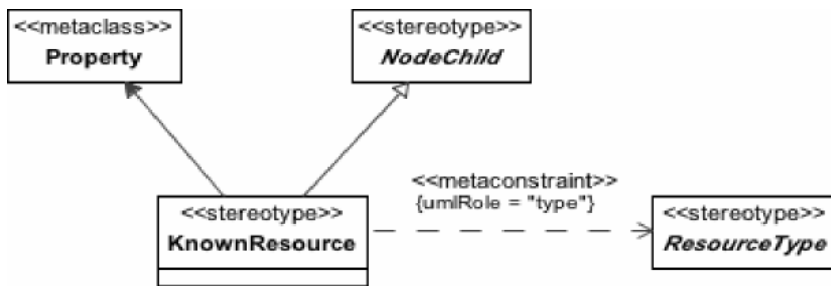 <<metaclass>>
Property
<<stereotype>>
NodeChild
<<metaconstraint>>
{umlRole = "type"}
<<stereotype>>
KnownResource
<<stereotype>>
ResourceType